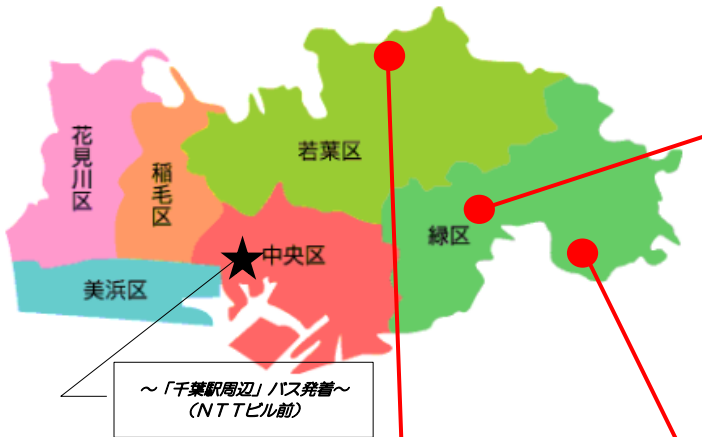 花見川区
稲毛区
若葉区
緑区
中央区
美浜区
～「千葉駅周辺」バス発着～
（ＮＴＴビル前）